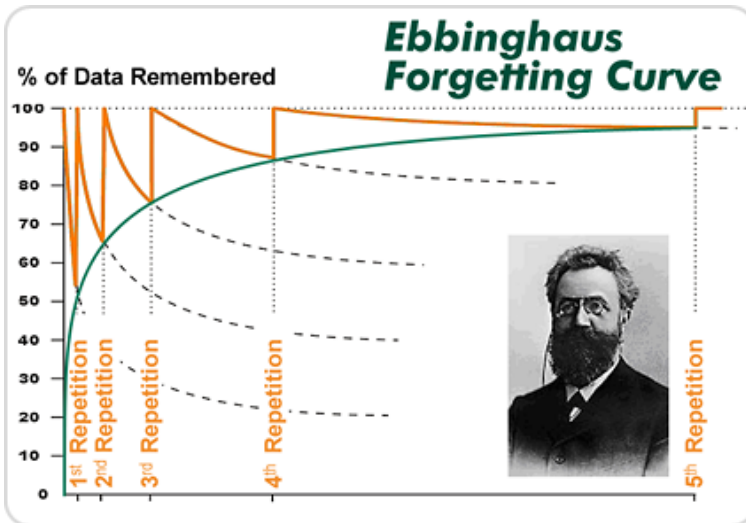 Ebbinghaus
Forgetting Curve
% of Data Remembered
100
90
80
70
60
50
40
30
20
10
0
1st Repetition
2nd Repetition
3rd Repetition
4th Repetition
5th Repetition